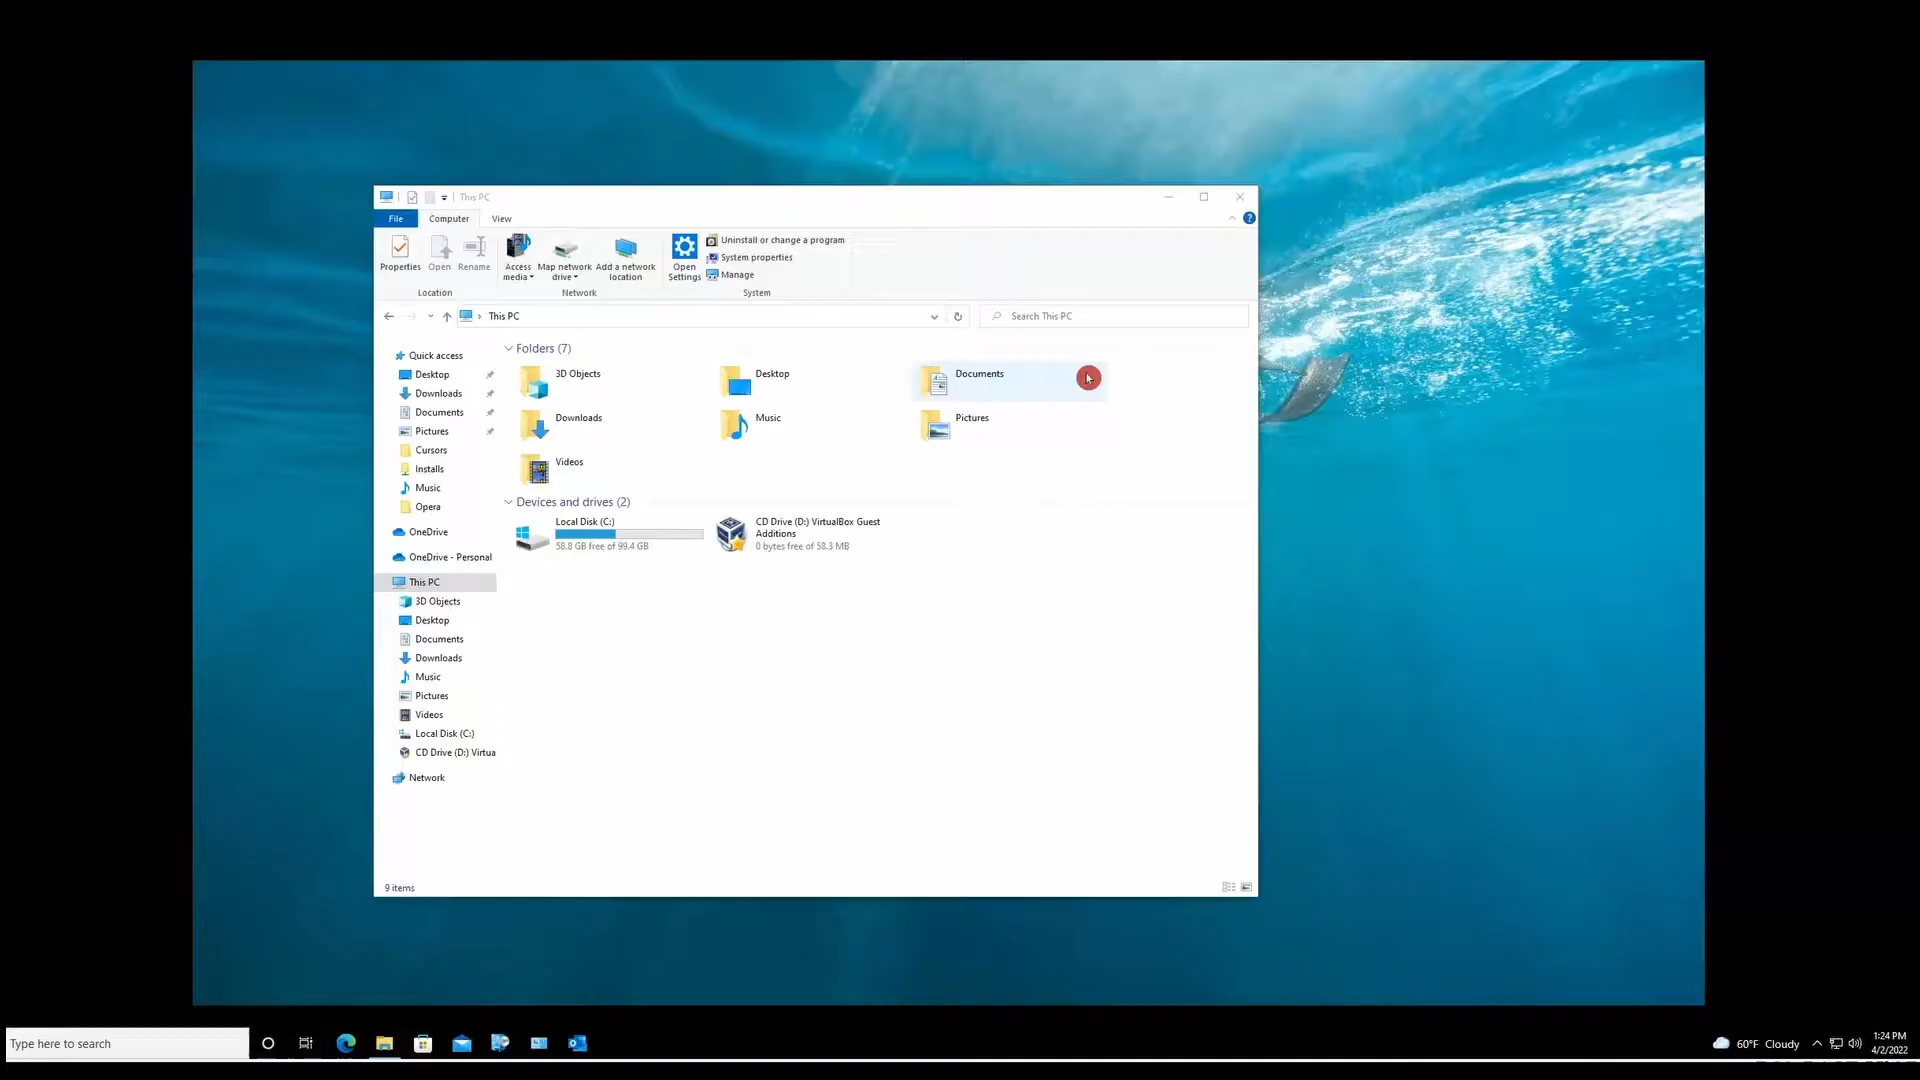 This PC
File Computer View
Uninstall or change a program
System properties
Manage
Properties Open Rename Access media Map network drive Add a network location Open Settings
Location Network System
This PC
Search This PC
Quick access
Desktop
Downloads
Documents
Pictures
Cursors
Installs
Music
Opera
OneDrive
OneDrive - Personal
This PC
3D Objects
Desktop
Documents
Downloads
Music
Pictures
Videos
Local Disk (C:)
CD Drive (D:) Virtua
Network
Folders (7)
3D Objects Desktop Documents
Downloads Music Pictures
Videos
Devices and drives (2)
Local Disk (C:)
58.8 GB free of 99.4 GB
CD Drive (D:) VirtualBox Guest
Additions
0 bytes free of 58.3 MB
9 items
Type here to search
60°F Cloudy
1:24 PM
4/2/2022